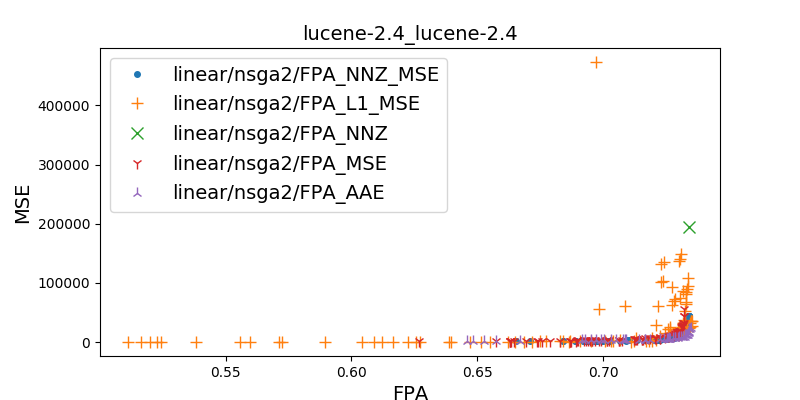 lucene-2.4_lucene-2.4
linear/nsga2/FPA_NNZ_MSE
linear/nsga2/FPA_L1_MSE
linear/nsga2/FPA_NNZ
linear/nsga2/FPA_MSE
linear/nsga2/FPA_AAE
MSE
400000
300000
200000
100000
0
0.55 0.60 0.65 0.70
FPA